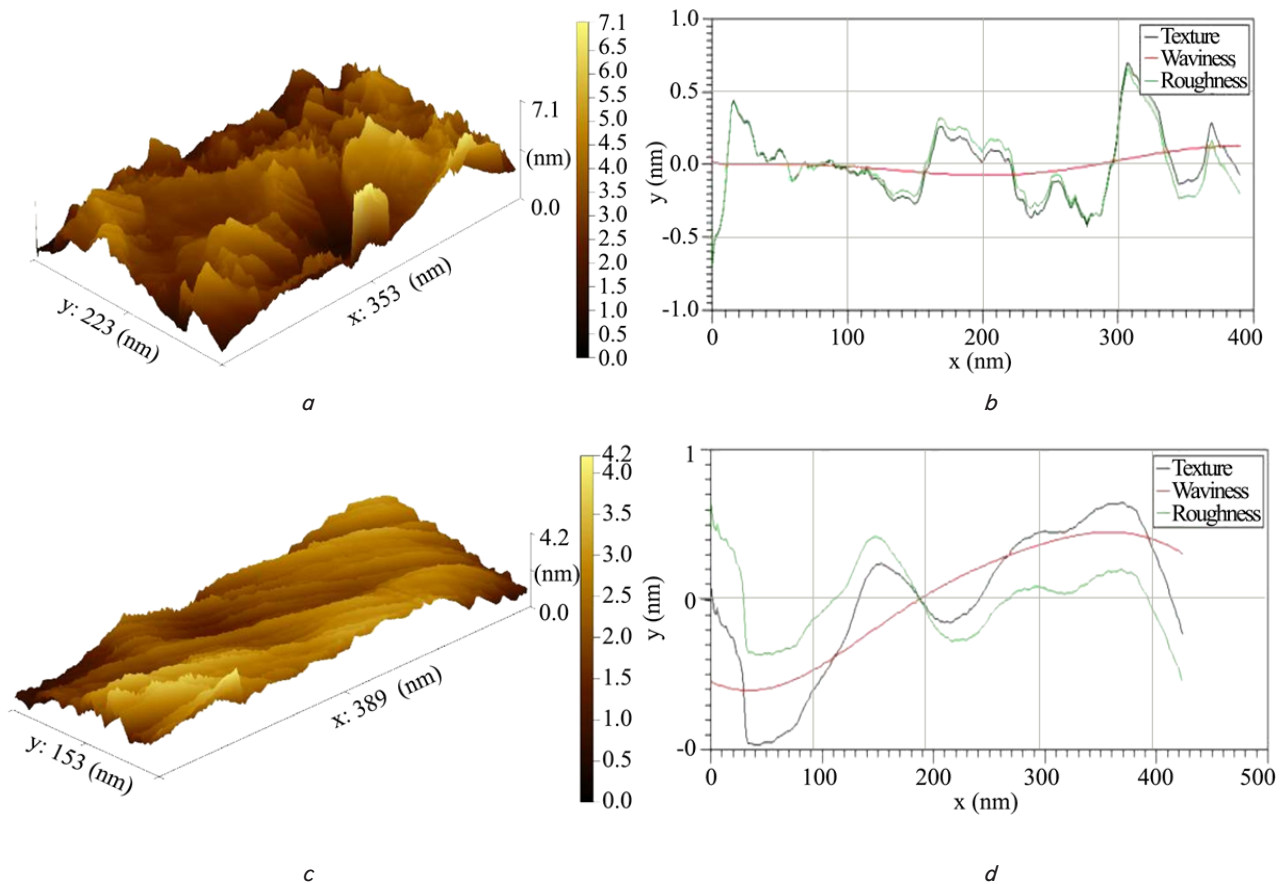 7.1
(nm)
0.0
y: 223 (nm)
x: 353 (nm)
7.1
6.5
6.0
5.5
5.0
4.5
4.0
3.5
3.0
2.5
2.0
1.5
1.0
0.5
0.0
a
1.0
0.5
0.0
-0.5
-1.0
y (nm)
Texture
Waviness
Roughness
0 100 200 300 400
x (nm)
b
4.2
(nm)
0.0
y: 153 (nm)
x: 389 (nm)
4.2
4.0
3.5
3.0
2.5
2.0
1.5
1.0
0.5
0.0
c
1
0
-0
y (nm)
Texture
Waviness
Roughness
0 100 200 300 400 500
x (nm)
d